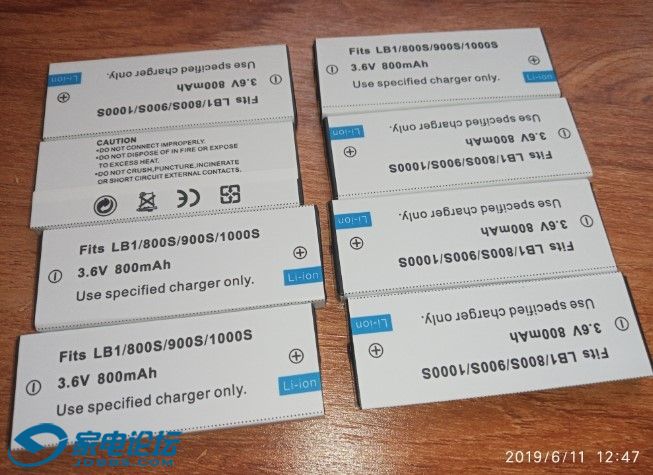 Fits LB1/800S/900S/1000S
3.6V 800mAh
Use specified charger only.
Li-ion
CAUTION
•DO NOT CONNECT IMPROPERLY.
•DO NOT DISPOSE OF IN FIRE OR EXPOSE
TO EXCESS HEAT.
•DO NOT CRUSH,PUNCTURE,INCINERATE
OR SHORT CIRCUIT EXTERNAL CONTACTS.
CE
Fits LB1/800S/900S/1000S
3.6V 800mAh
Use specified charger only.
Li-ion
Fits LB1/800S/900S/1000S
3.6V 800mAh
Use specified charger only.
Li-ion
Fits LB1/800S/900S/1000S
3.6V 800mAh
Use specified charger only.
Li-ion
Fits LB1/800S/900S/1000S
3.6V 800mAh
Use specified charger only.
Li-ion
Fits LB1/800S/900S/1000S
3.6V 800mAh
Use specified charger only.
Li-ion
Fits LB1/800S/900S/1000S
3.6V 800mAh
Use specified charger only.
Li-ion
家电论坛
JDBBS.COM
2019/6/11 12:47